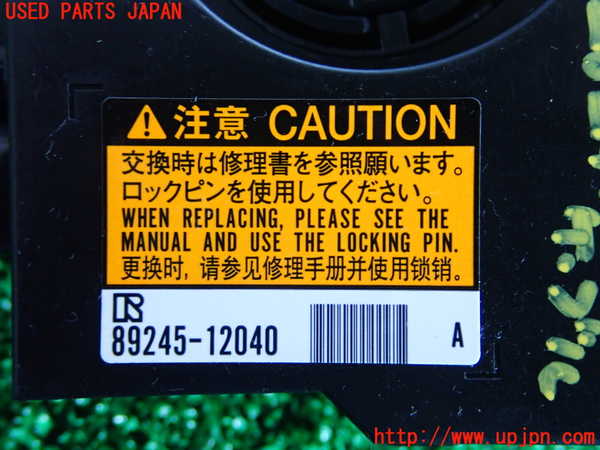 USED PARTS JAPAN
注意 CAUTION
交換時は修理書を参照願います。
ロックピンを使用してください。
WHEN REPLACING, PLEASE SEE THE
MANUAL AND USE THE LOCKING PIN.
更换时, 请参见修理手册并使用锁销。
89245-12040
A
http://www.upjpn.com